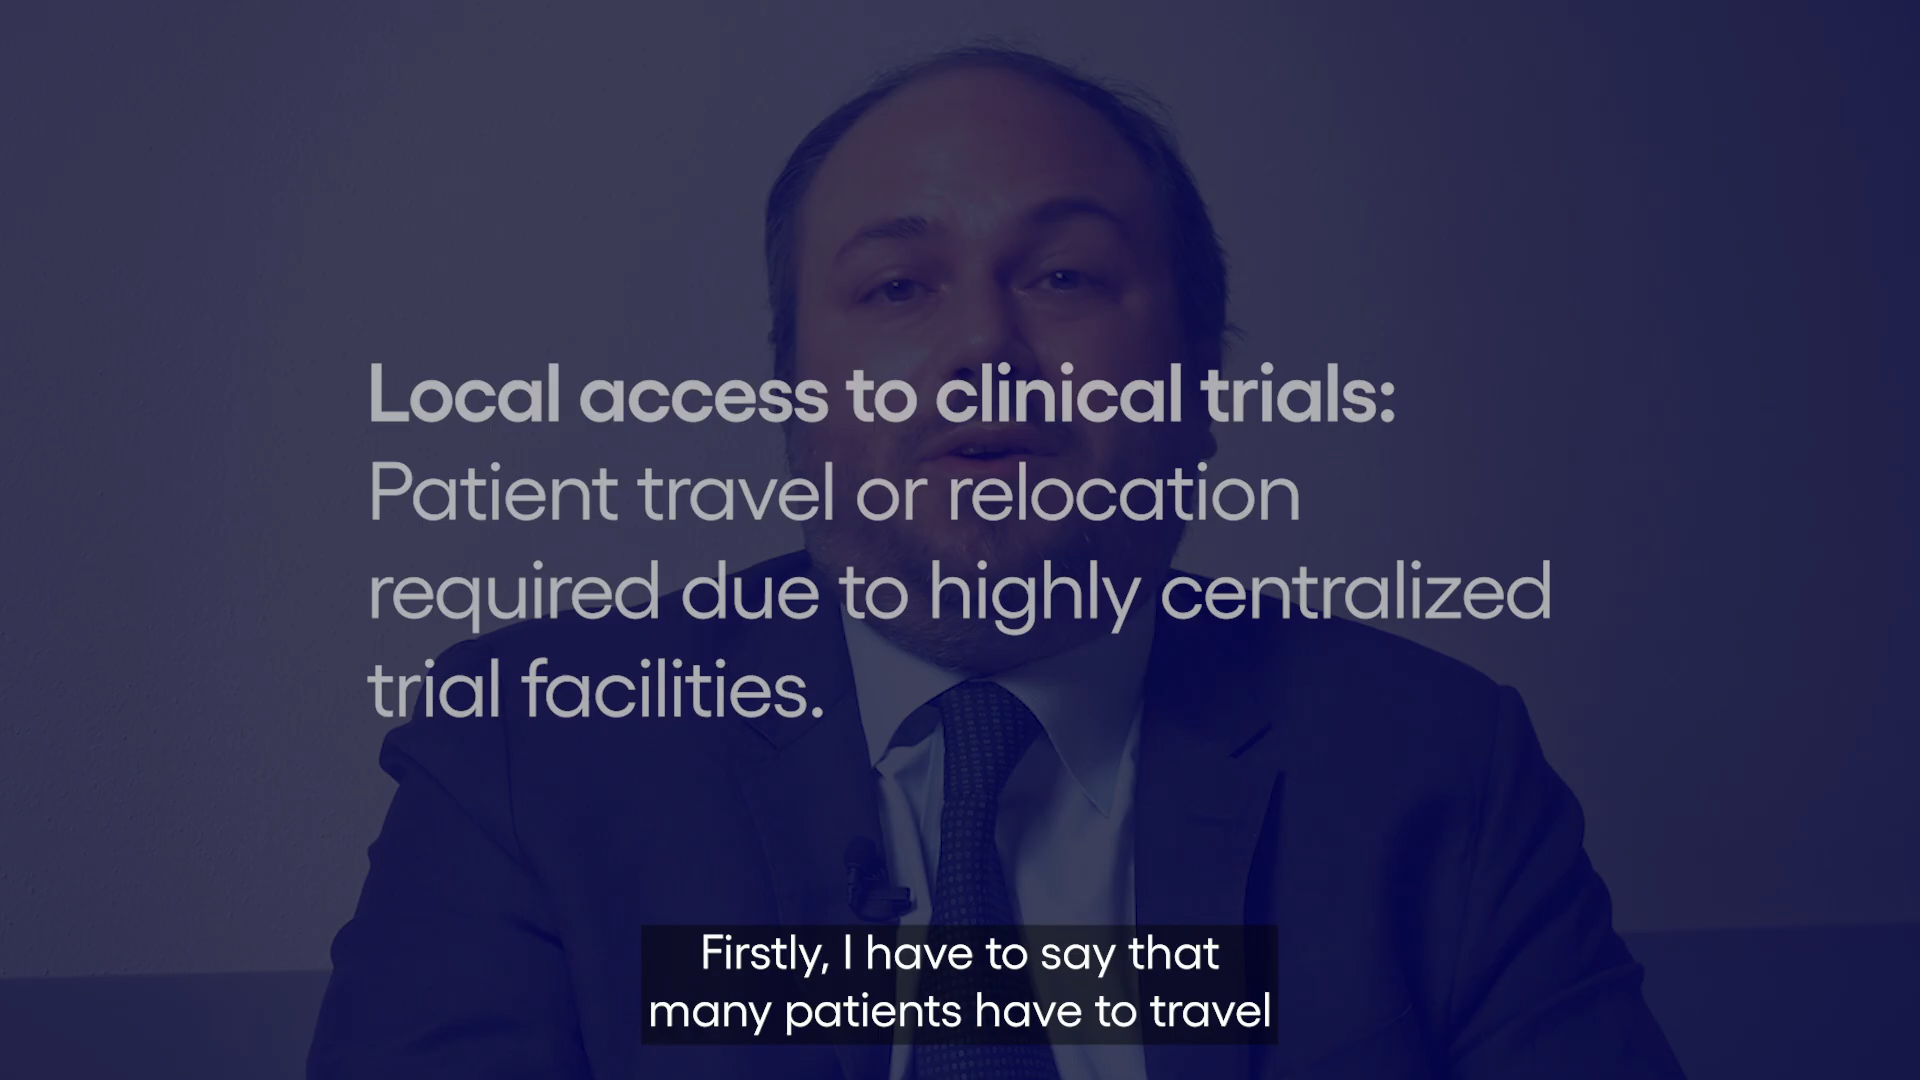 Local access to clinical trials:
Patient travel or relocation
required due to highly centralized
trial facilities.
Firstly, I have to say that
many patients have to travel